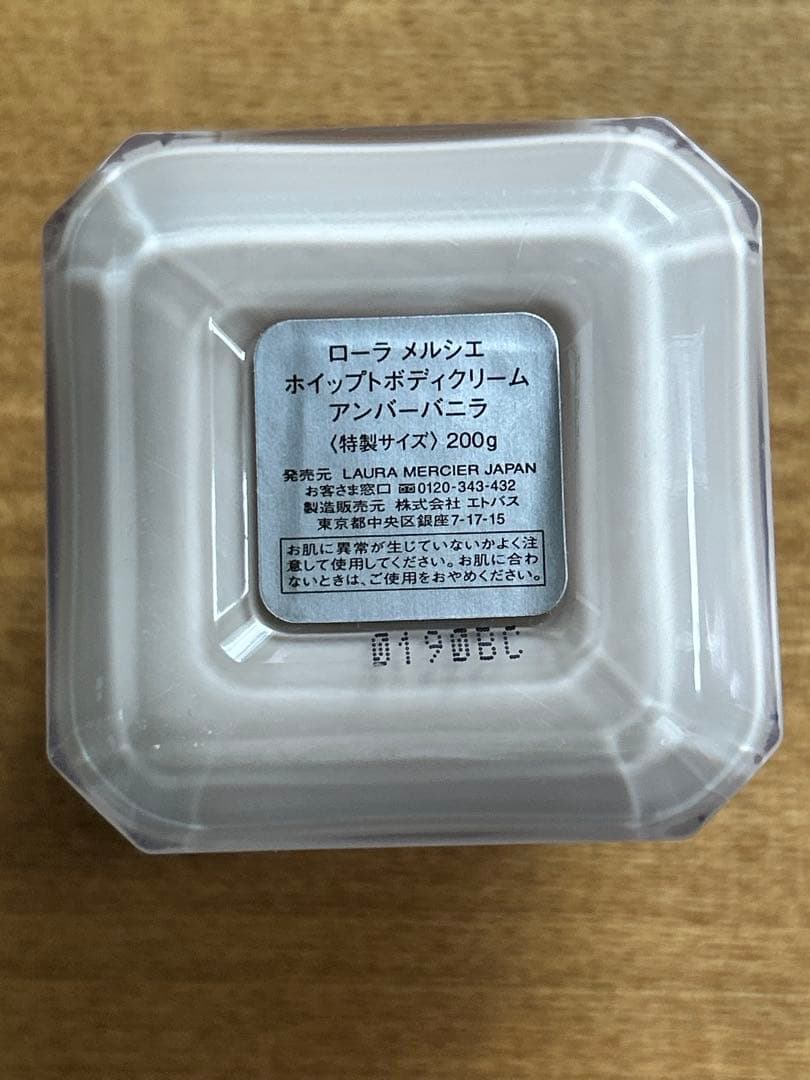 ローラ メルシエ
ホイップトボディクリーム
アンバーバニラ
〈特製サイズ〉200g
発売元 LAURA MERCIER JAPAN
お客さま窓口 0120-343-432
製造販売元 株式会社 エトバス
東京都中央区銀座7-17-15
お肌に異常が生じていないかよく注
意して使用してください。お肌に合わ
ないときは、ご使用をおやめください。
0190BC